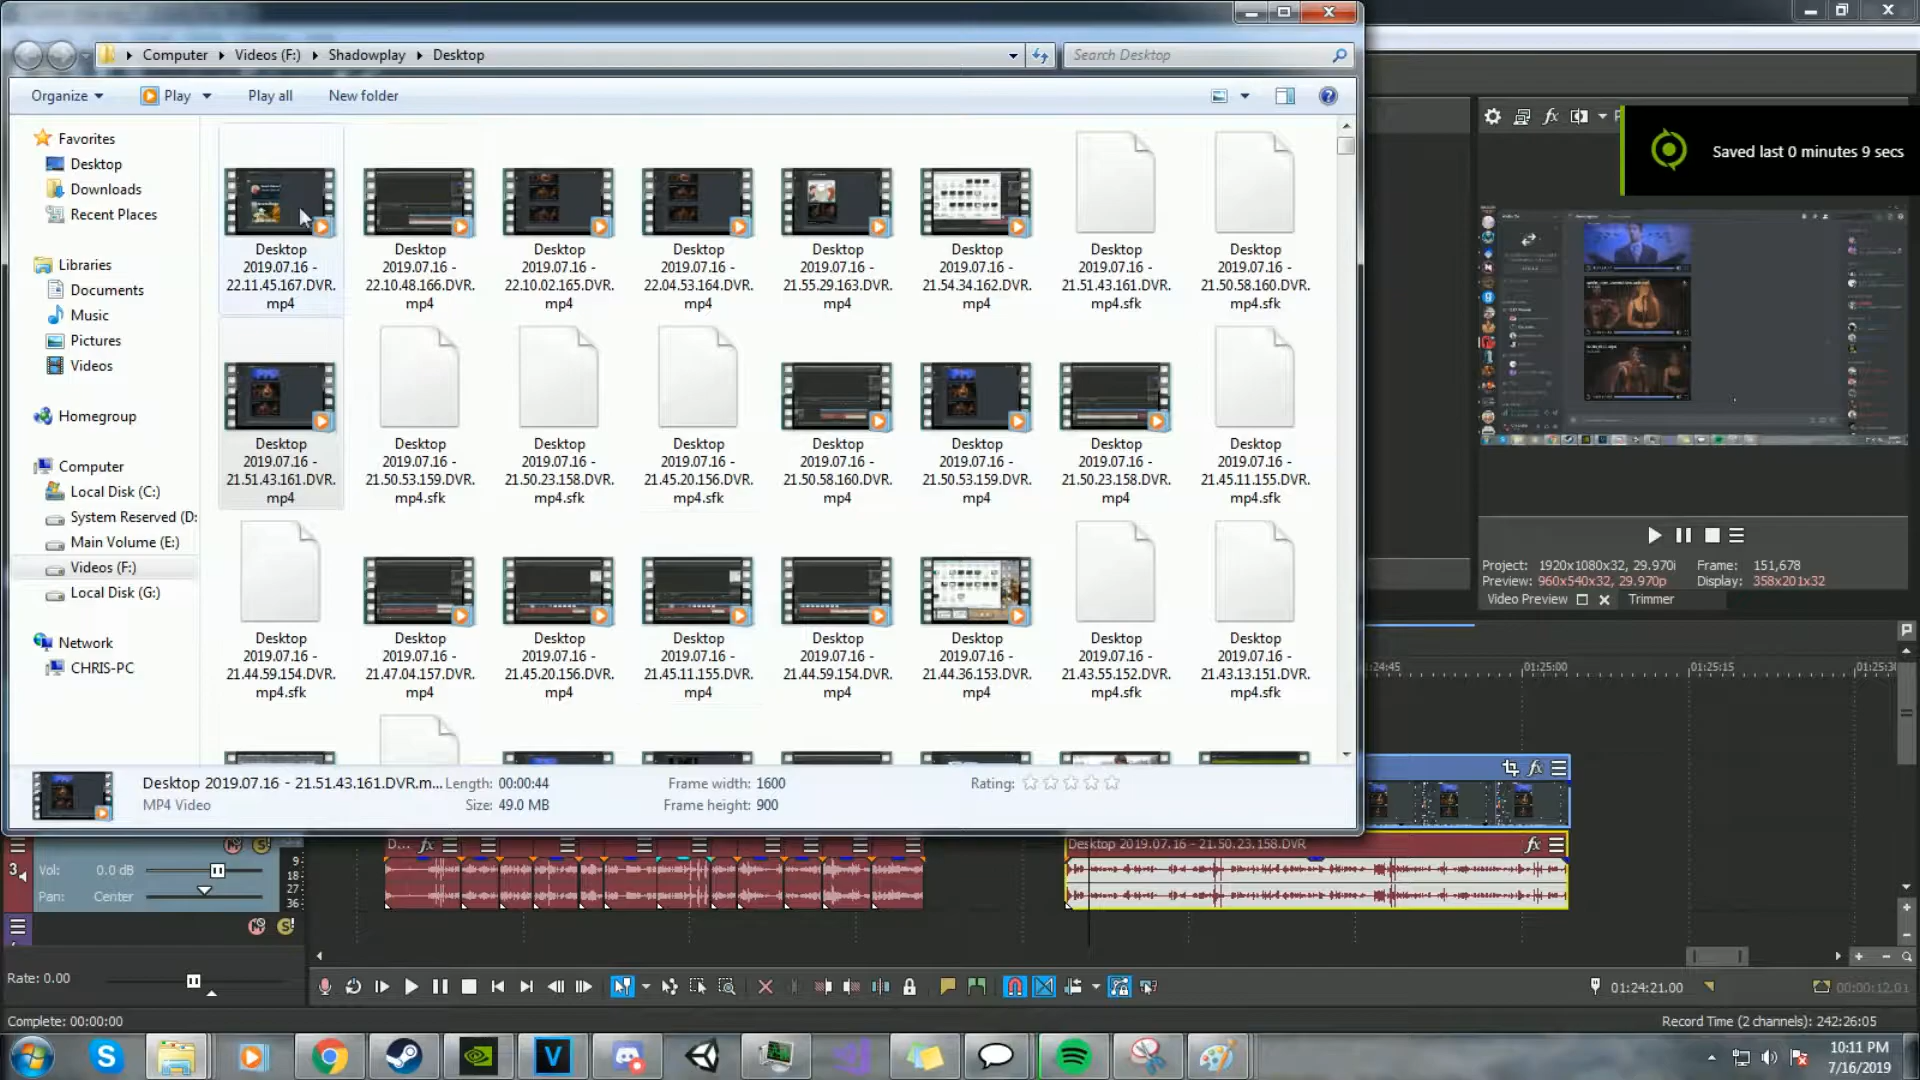 Computer Videos (F:) Shadowplay Desktop
Search Desktop
Organize Play Play all New folder
Favorites
Desktop
Downloads
Recent Places
Libraries
Documents
Music
Pictures
Videos
Homegroup
Computer
Local Disk (C:)
System Reserved (D:
Main Volume (E:)
Videos (F:)
Local Disk (G:)
Network
CHRIS-PC
Desktop
2019.07.16 -
22.11.45.167.DVR.
mp4
Desktop
2019.07.16 -
22.10.48.166.DVR.
mp4
Desktop
2019.07.16 -
22.10.02.165.DVR.
mp4
Desktop
2019.07.16 -
22.04.53.164.DVR.
mp4
Desktop
2019.07.16 -
21.55.29.163.DVR.
mp4
Desktop
2019.07.16 -
21.54.34.162.DVR.
mp4
Desktop
2019.07.16 -
21.51.43.161.DVR.
mp4.sfk
Desktop
2019.07.16 -
21.50.58.160.DVR.
mp4.sfk
Desktop
2019.07.16 -
21.51.43.161.DVR.
mp4
Desktop
2019.07.16 -
21.50.53.159.DVR.
mp4.sfk
Desktop
2019.07.16 -
21.50.23.158.DVR.
mp4.sfk
Desktop
2019.07.16 -
21.45.20.156.DVR.
mp4.sfk
Desktop
2019.07.16 -
21.50.58.160.DVR.
mp4
Desktop
2019.07.16 -
21.50.53.159.DVR.
mp4
Desktop
2019.07.16 -
21.50.23.158.DVR.
mp4
Desktop
2019.07.16 -
21.45.11.155.DVR.
mp4.sfk
Desktop
2019.07.16 -
21.44.59.154.DVR.
mp4.sfk
Desktop
2019.07.16 -
21.47.04.157.DVR.
mp4
Desktop
2019.07.16 -
21.45.20.156.DVR.
mp4
Desktop
2019.07.16 -
21.45.11.155.DVR.
mp4
Desktop
2019.07.16 -
21.44.59.154.DVR.
mp4
Desktop
2019.07.16 -
21.44.36.153.DVR.
mp4
Desktop
2019.07.16 -
21.43.55.152.DVR.
mp4.sfk
Desktop
2019.07.16 -
21.43.13.151.DVR.
mp4.sfk
Desktop 2019.07.16 - 21.51.43.161.DVR.m... Length: 00:00:44 Frame width: 1600 Rating:
MP4 Video Size: 49.0 MB Frame height: 900
Saved last 0 minutes 9 secs
Project: 1920x1080x32, 29.970i Frame: 151,678
Preview: 960x540x32, 29.970p Display: 358x201x32
Video Preview Trimmer
:24:45 01:25:00 01:25:15 01:25:30
D... fx
Desktop 2019.07.16 - 21.50.23.158.DVR fx
3
Vol: 0.0 dB
Pan: Center
9
18
27
36
Rate: 0.00
01:24:21.00 00:00:12.01
Complete: 00:00:00
Record Time (2 channels): 242:26:05
10:11 PM
7/16/2019